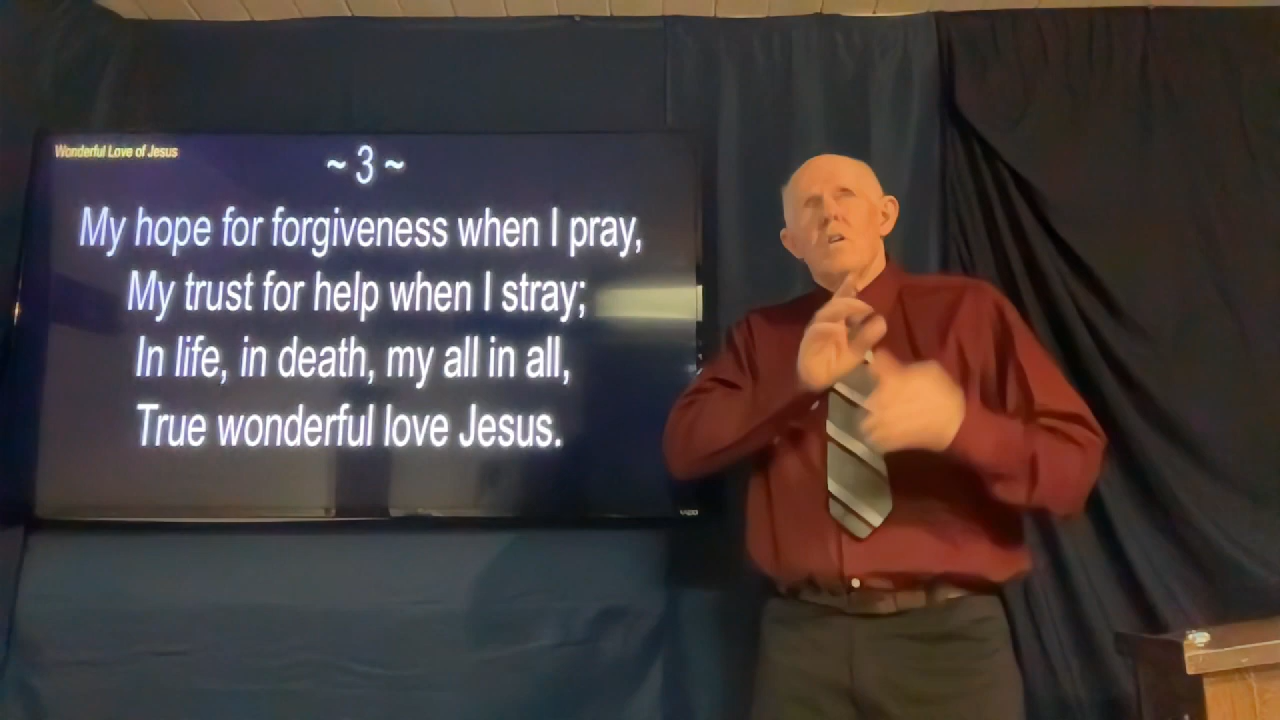 Wonderful Love of Jesus
~ 3 ~
My hope for forgiveness when I pray,
My trust for help when I stray;
In life, in death, my all in all,
True wonderful love Jesus.